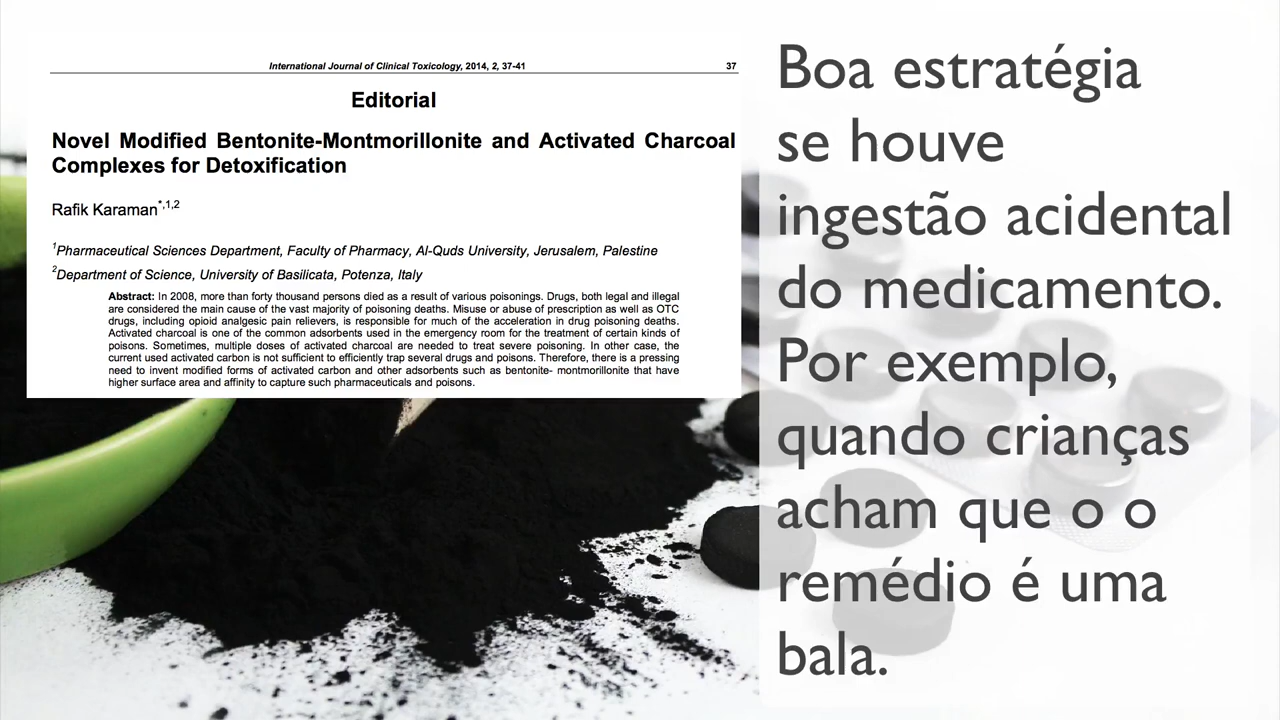 International Journal of Clinical Toxicology, 2014, 2, 37-41 37
Editorial
Novel Modified Bentonite-Montmorillonite and Activated Charcoal
Complexes for Detoxification
Rafik Karaman*,1,2
1Pharmaceutical Sciences Department, Faculty of Pharmacy, Al-Quds University, Jerusalem, Palestine
2Department of Science, University of Basilicata, Potenza, Italy
Abstract: In 2008, more than forty thousand persons died as a result of various poisonings. Drugs, both legal and illegal
are considered the main cause of the vast majority of poisoning deaths. Misuse or abuse of prescription as well as OTC
drugs, including opioid analgesic pain relievers, is responsible for much of the acceleration in drug poisoning deaths.
Activated charcoal is one of the common adsorbents used in the emergency room for the treatment of certain kinds of
poisons. Sometimes, multiple doses of activated charcoal are needed to treat severe poisoning. In other case, the
current used activated carbon is not sufficient to efficiently trap several drugs and poisons. Therefore, there is a pressing
need to invent modified forms of activated carbon and other adsorbents such as bentonite- montmorillonite that have
higher surface area and affinity to capture such pharmaceuticals and poisons.
Boa estratégia
se houve
ingestão acidental
do medicamento.
Por exemplo,
quando crianças
acham que o o
remédio é uma
bala.